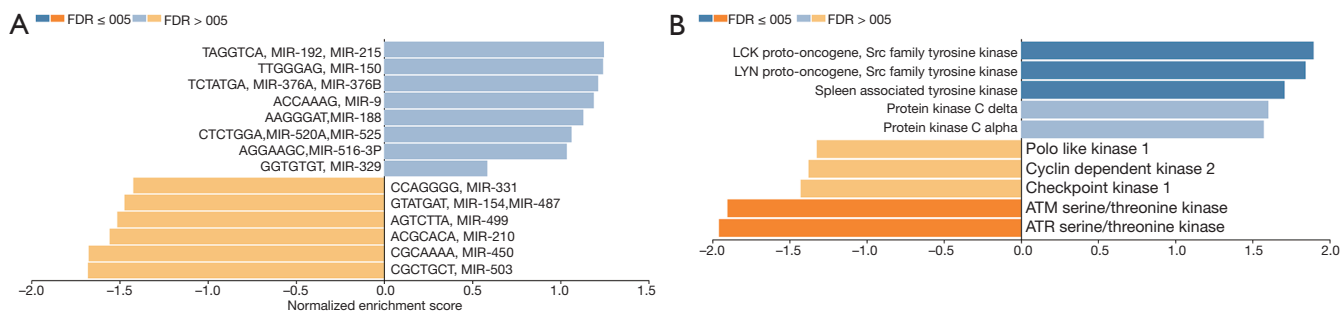 A
FDR ≤ 005 FDR > 005
TAGGTCA, MIR-192, MIR-215
TTGGGAG, MIR-150
TCTATGA, MIR-376A, MIR-376B
ACCAAAG, MIR-9
AAGGGAT,MIR-188
CTCTGGA,MIR-520A,MIR-525
AGGAAGC,MIR-516-3P
GGTGTGT, MIR-329
CCAGGGG, MIR-331
GTATGAT, MIR-154,MIR-487
AGTCTTA, MIR-499
ACGCACA, MIR-210
CGCAAAA, MIR-450
CGCTGCT, MIR-503
−2.0 −1.5 −1.0 −0.5 0.0 0.5 1.0 1.5
Normalized enrichment score
B
FDR ≤ 005 FDR > 005
LCK proto-oncogene, Src family tyrosine kinase
LYN proto-oncogene, Src family tyrosine kinase
Spleen associated tyrosine kinase
Protein kinase C delta
Protein kinase C alpha
Polo like kinase 1
Cyclin dependent kinase 2
Checkpoint kinase 1
ATM serine/threonine kinase
ATR serine/threonine kinase
−2.0 −1.5 −1.0 −0.5 0.0 0.5 1.0 1.5 2.0